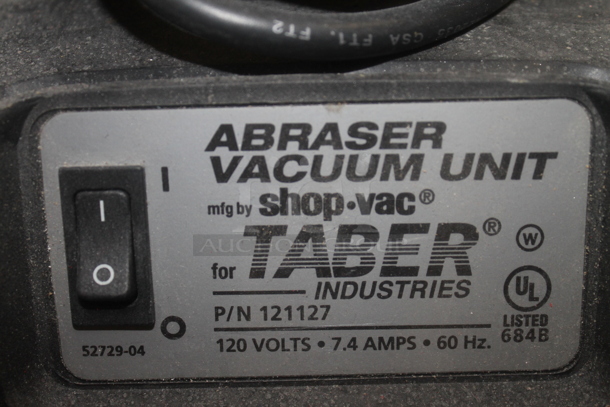 GSA FT1. FT2
ABRASER
VACUUM UNIT
mfg by shop·vac®
for TABER®
INDUSTRIES
P/N 121127
120 VOLTS • 7.4 AMPS • 60 Hz.
W
UL
LISTED
684B
I
I
O
O
52729-04